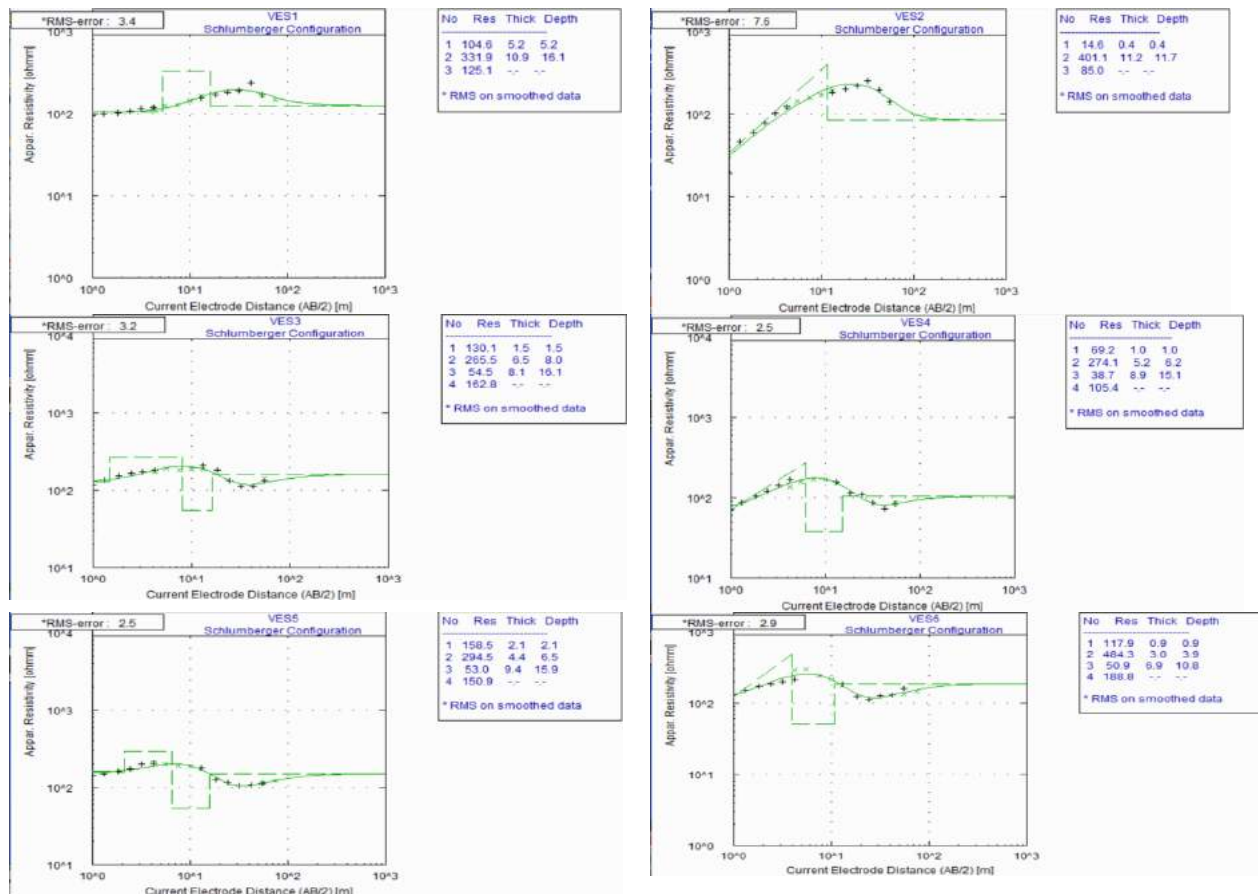 *RMS-error : 3.4
VES1
Schlumberger Configuration
Appar. Resistivity [ohmm]
10^3
10^2
10^1
10^0
10^0 10^1 10^2 10^3
Current Electrode Distance (AB/2) [m]
No Res Thick Depth
1 104.6 5.2 5.2
2 331.9 10.9 16.1
3 125.1 -.- -.-
* RMS on smoothed data
*RMS-error : 7.6
VES2
Schlumberger Configuration
Appar. Resistivity [ohmm]
10^3
10^2
10^1
10^0
10^0 10^1 10^2 10^3
Current Electrode Distance (AB/2) [m]
No Res Thick Depth
1 14.6 0.4 0.4
2 401.1 11.2 11.7
3 85.0 -.- -.-
* RMS on smoothed data
*RMS-error : 3.2
VES3
Schlumberger Configuration
Appar. Resistivity [ohmm]
10^4
10^3
10^2
10^1
10^0 10^1 10^2 10^3
Current Electrode Distance (AB/2) [m]
No Res Thick Depth
1 130.1 1.5 1.5
2 265.5 6.5 8.0
3 54.5 8.1 16.1
4 162.8 -.- -.-
* RMS on smoothed data
*RMS-error : 2.5
VES4
Schlumberger Configuration
Appar. Resistivity [ohmm]
10^4
10^3
10^2
10^1
10^0 10^1 10^2 10^3
Current Electrode Distance (AB/2) [m]
No Res Thick Depth
1 69.2 1.0 1.0
2 274.1 5.2 6.2
3 38.7 8.9 15.1
4 105.4 -.- -.-
* RMS on smoothed data
*RMS-error : 2.5
VES5
Schlumberger Configuration
Appar. Resistivity [ohmm]
10^4
10^3
10^2
10^1
10^0 10^1 10^2 10^3
Current Electrode Distance (AB/2) [m]
No Res Thick Depth
1 158.5 2.1 2.1
2 294.5 4.4 6.5
3 53.0 9.4 15.9
4 150.9 -.- -.-
* RMS on smoothed data
*RMS-error : 2.9
VES6
Schlumberger Configuration
Appar. Resistivity [ohmm]
10^3
10^2
10^1
10^0
10^0 10^1 10^2 10^3
Current Electrode Distance (AB/2) [m]
No Res Thick Depth
1 117.9 0.9 0.9
2 484.3 3.0 3.9
3 50.9 6.9 10.8
4 188.8 -.- -.-
* RMS on smoothed data